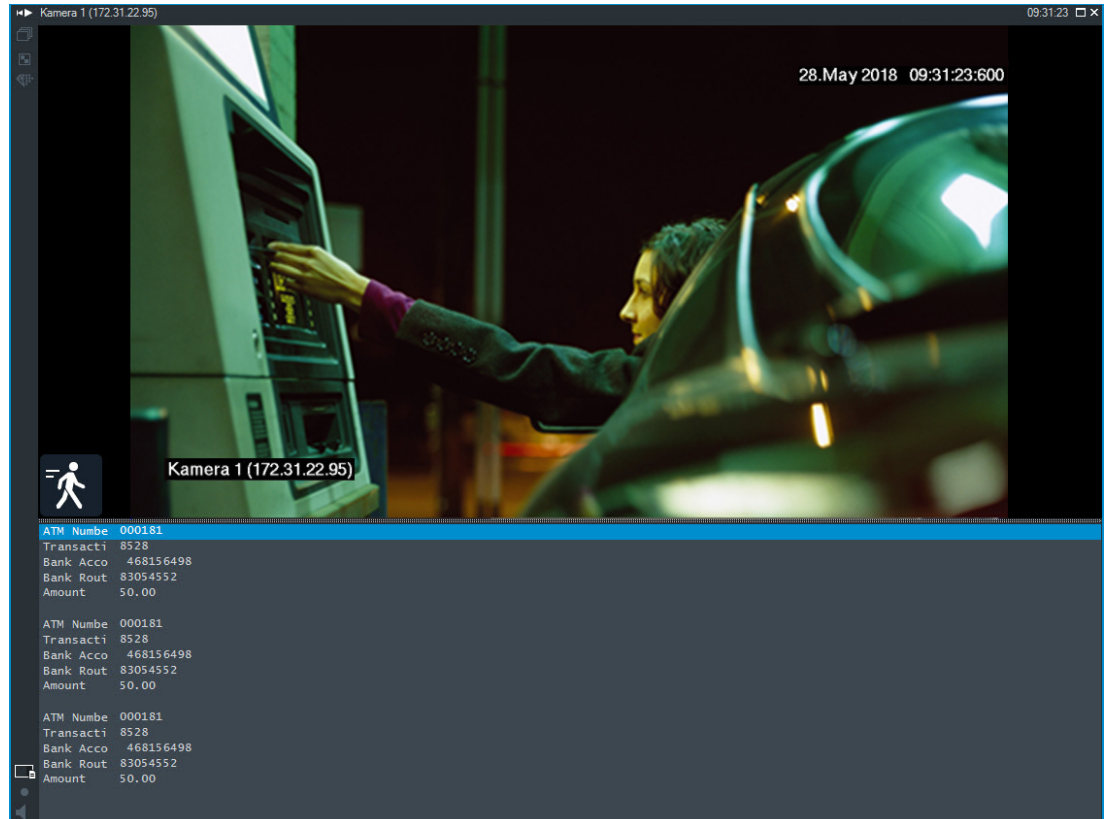 Kamera 1 (172.31.22.95) 09:31:23
28.May 2018 09:31:23:600
Kamera 1 (172.31.22.95)
ATM Numbe 000181
Transacti 8528
Bank Acco 468156498
Bank Rout 83054552
Amount 50.00
ATM Numbe 000181
Transacti 8528
Bank Acco 468156498
Bank Rout 83054552
Amount 50.00
ATM Numbe 000181
Transacti 8528
Bank Acco 468156498
Bank Rout 83054552
Amount 50.00